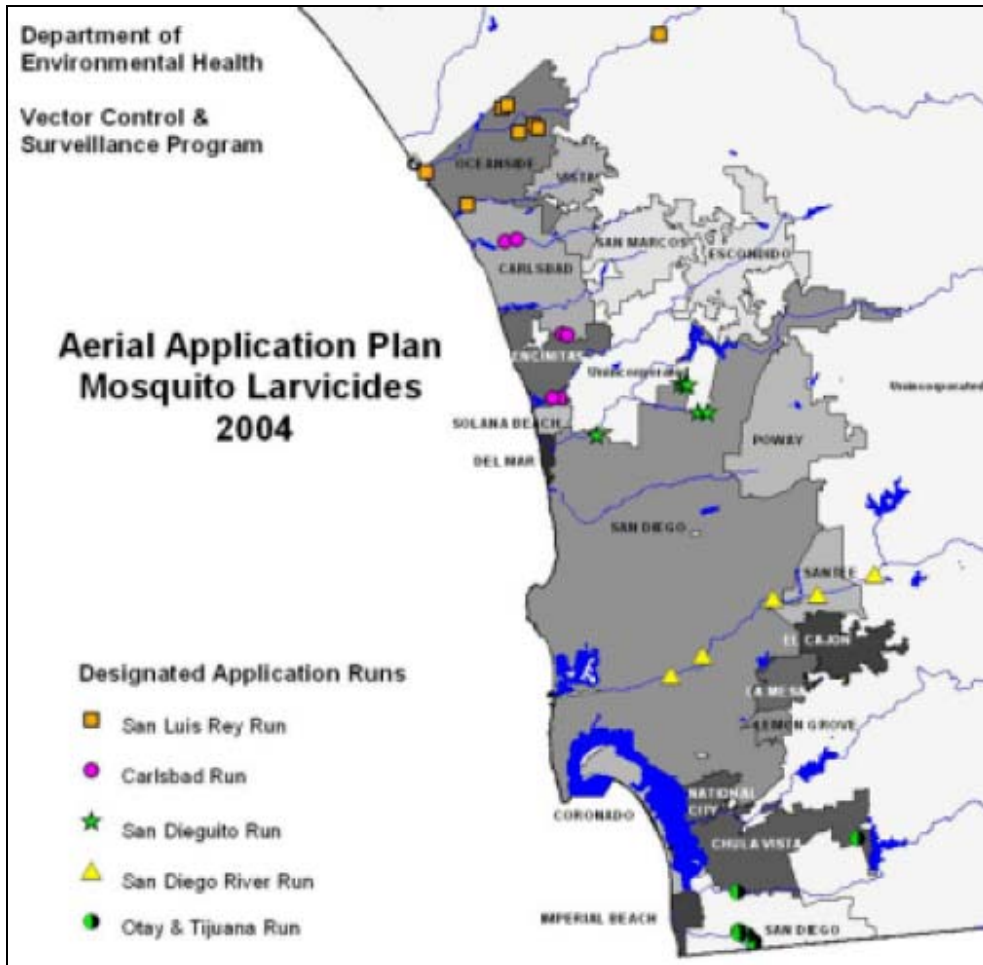 Department of
Environmental Health
Vector Control &
Surveillance Program
OCEANSIDE
VISTA
SAN MARCOS
ESCONDIDO
CARLSBAD
Aerial Application Plan
Mosquito Larvicides
2004
ENCINITAS
Unincorporated
Unincorporated
SOLANA BEACH
POWAY
DEL MAR
SAN DIEGO
SANTEE
EL CAJON
LA MESA
LEMON GROVE
Designated Application Runs
San Luis Rey Run
Carlsbad Run
San Dieguito Run
San Diego River Run
Otay & Tijuana Run
NATIONAL
CITY
CORONADO
CHULA VISTA
IMPERIAL BEACH
SAN DIEGO